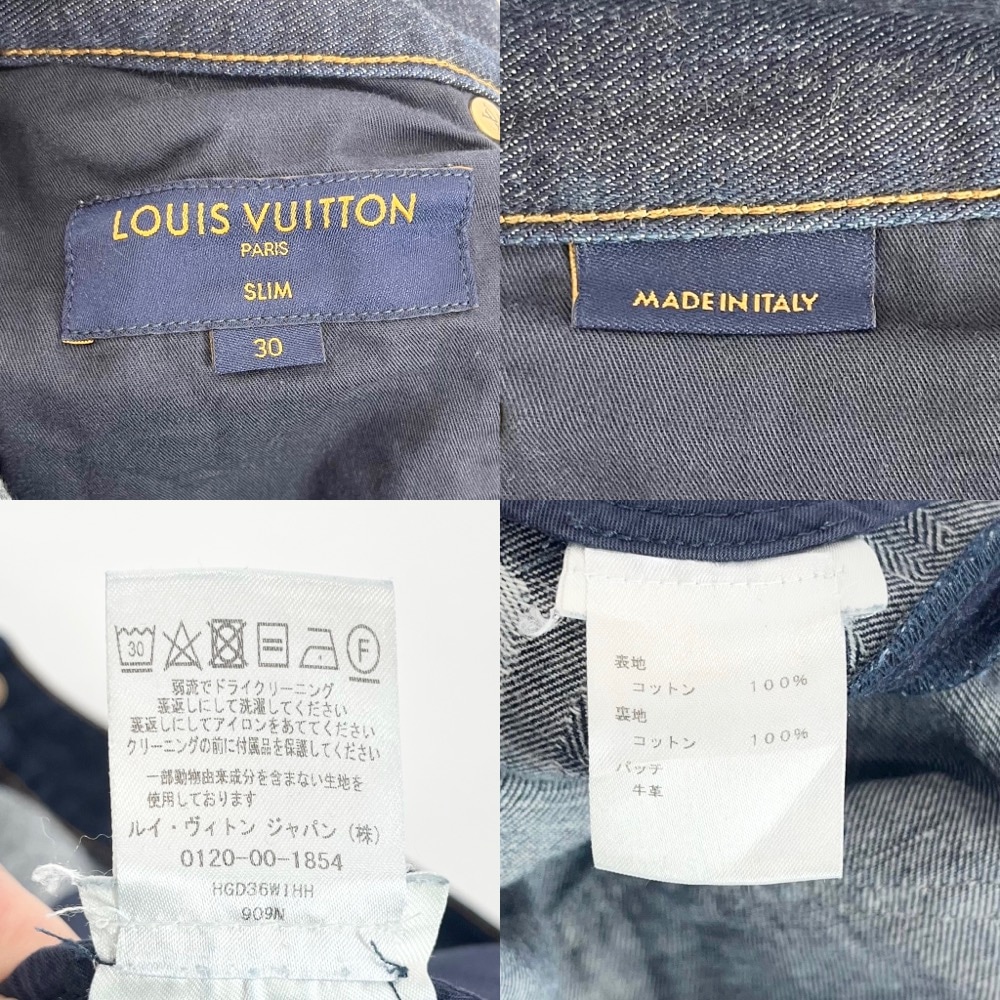 LOUIS VUITTON
PARIS
SLIM
30
MADE IN ITALY
30
F
弱流でドライクリーニング
裏返しにして洗濯してください
裏返しにしてアイロンをあててください
クリーニングの前に付属品を保護してください
一部動物由来成分を含まない生地を
使用しております
ルイ・ヴィトン ジャパン (株)
0120-00-1854
HGD36W1HH
909N
表地
コットン 100%
裏地
コットン 100%
パッチ
牛革